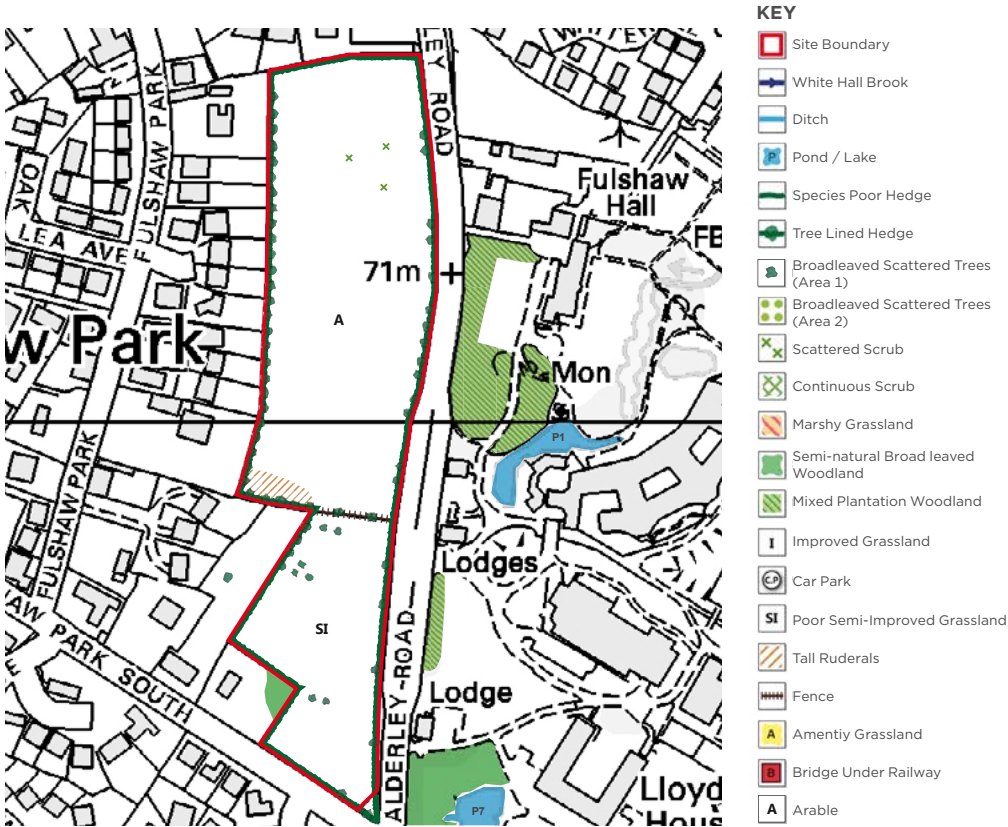 LEY ROAD
FULSHAW PARK
OAK
LEA AVE
Fulshaw
Hall
FB
71m
A
w Park
Mon
P1
FULSHAW PARK
Lodges
SI
AW PARK SOUTH
ALDERLEY ROAD
Lodge
Lloyd
Hous
P7
KEY
Site Boundary
White Hall Brook
Ditch
P
Pond / Lake
Species Poor Hedge
Tree Lined Hedge
Broadleaved Scattered Trees
(Area 1)
Broadleaved Scattered Trees
(Area 2)
Scattered Scrub
Continuous Scrub
Marshy Grassland
Semi-natural Broad leaved
Woodland
Mixed Plantation Woodland
I Improved Grassland
C.P Car Park
SI Poor Semi-Improved Grassland
Tall Ruderals
Fence
A Amentiy Grassland
B Bridge Under Railway
A Arable